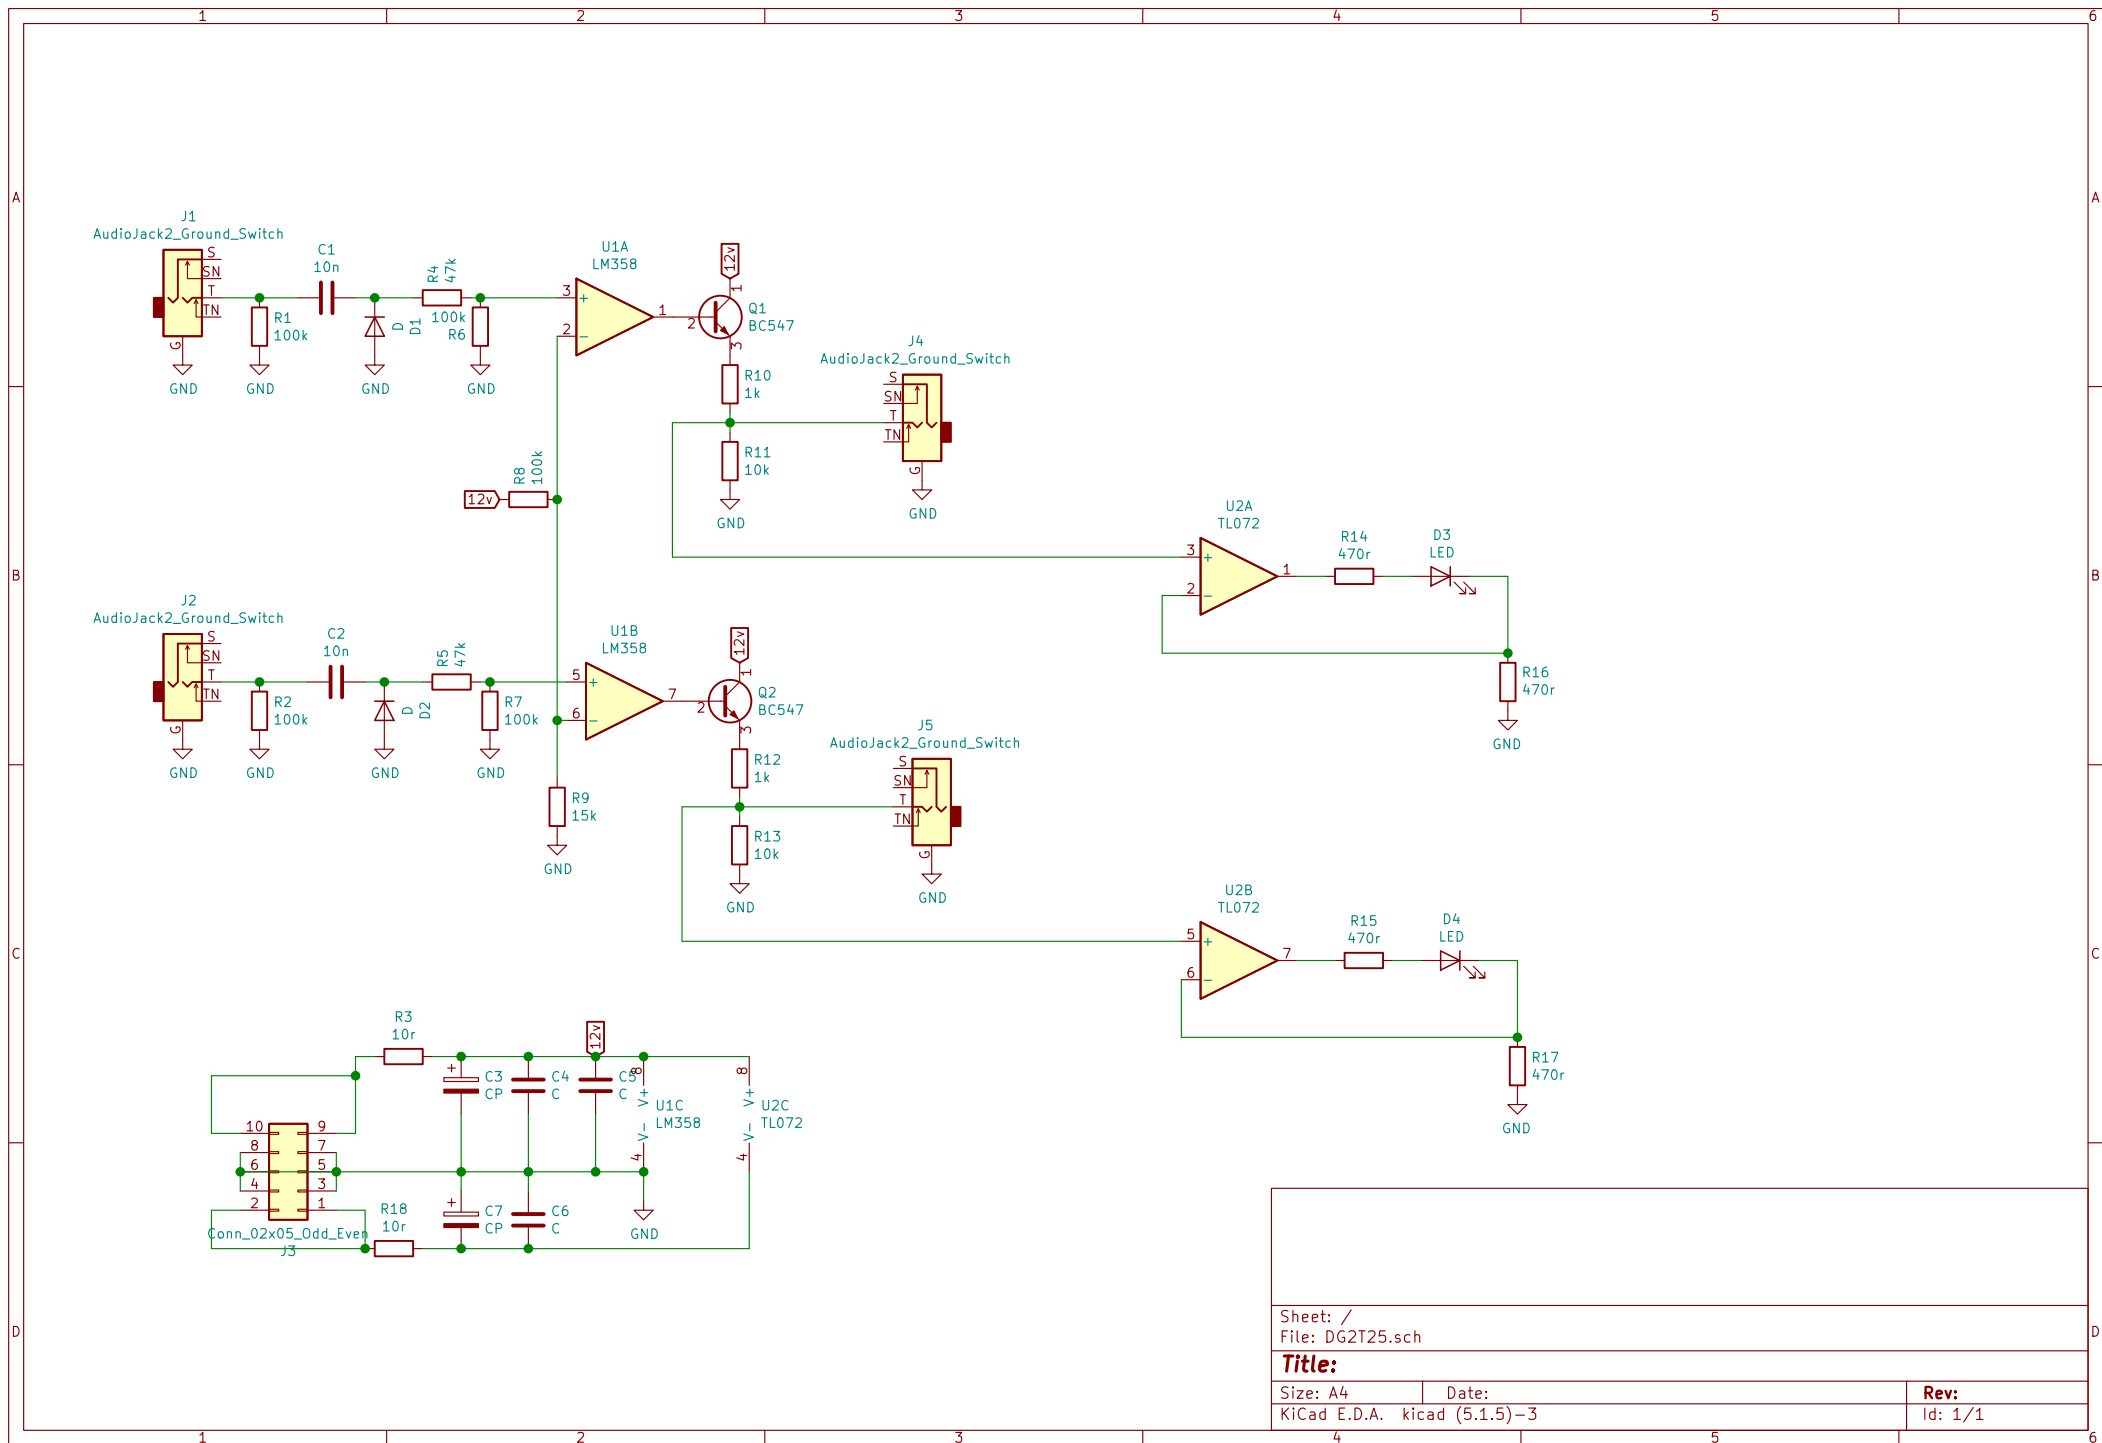 1 2 3 4 5 6
A A
J1
AudioJack2_Ground_Switch
S
SN
T
TN
G
GND
R1
100k
GND
C1
10n
D
D1
GND
R4
47k
100k
R6
GND
U1A
LM358
3
+
2
-
1
12v
1
2
3
Q1
BC547
R10
1k
R11
10k
GND
J4
AudioJack2_Ground_Switch
S
SN
T
TN
G
GND
12v
R8
100k
B B
U2A
TL072
3
+
2
-
1
R14
470r
D3
LED
R16
470r
GND
J2
AudioJack2_Ground_Switch
S
SN
T
TN
G
GND
R2
100k
GND
C2
10n
D
D2
GND
R5
47k
R7
100k
GND
U1B
LM358
5
+
6
-
7
12v
1
2
3
Q2
BC547
R12
1k
R13
10k
GND
R9
15k
GND
J5
AudioJack2_Ground_Switch
S
SN
T
TN
G
GND
C C
U2B
TL072
5
+
6
-
7
R15
470r
D4
LED
R17
470r
GND
R3
10r
12v
+
C3
CP
C4
C
C5
C
8
V+
V-
4
U1C
LM358
8
V+
V-
4
U2C
TL072
10 9
8 7
6 5
4 3
2 1
Conn_02x05_Odd_Even
J3
R18
10r
+
C7
CP
C6
C
GND
D D
Sheet: /
File: DG2T25.sch
Title:
Size: A4 Date: Rev:
KiCad E.D.A. kicad (5.1.5)-3 Id: 1/1
1 2 3 4 5 6